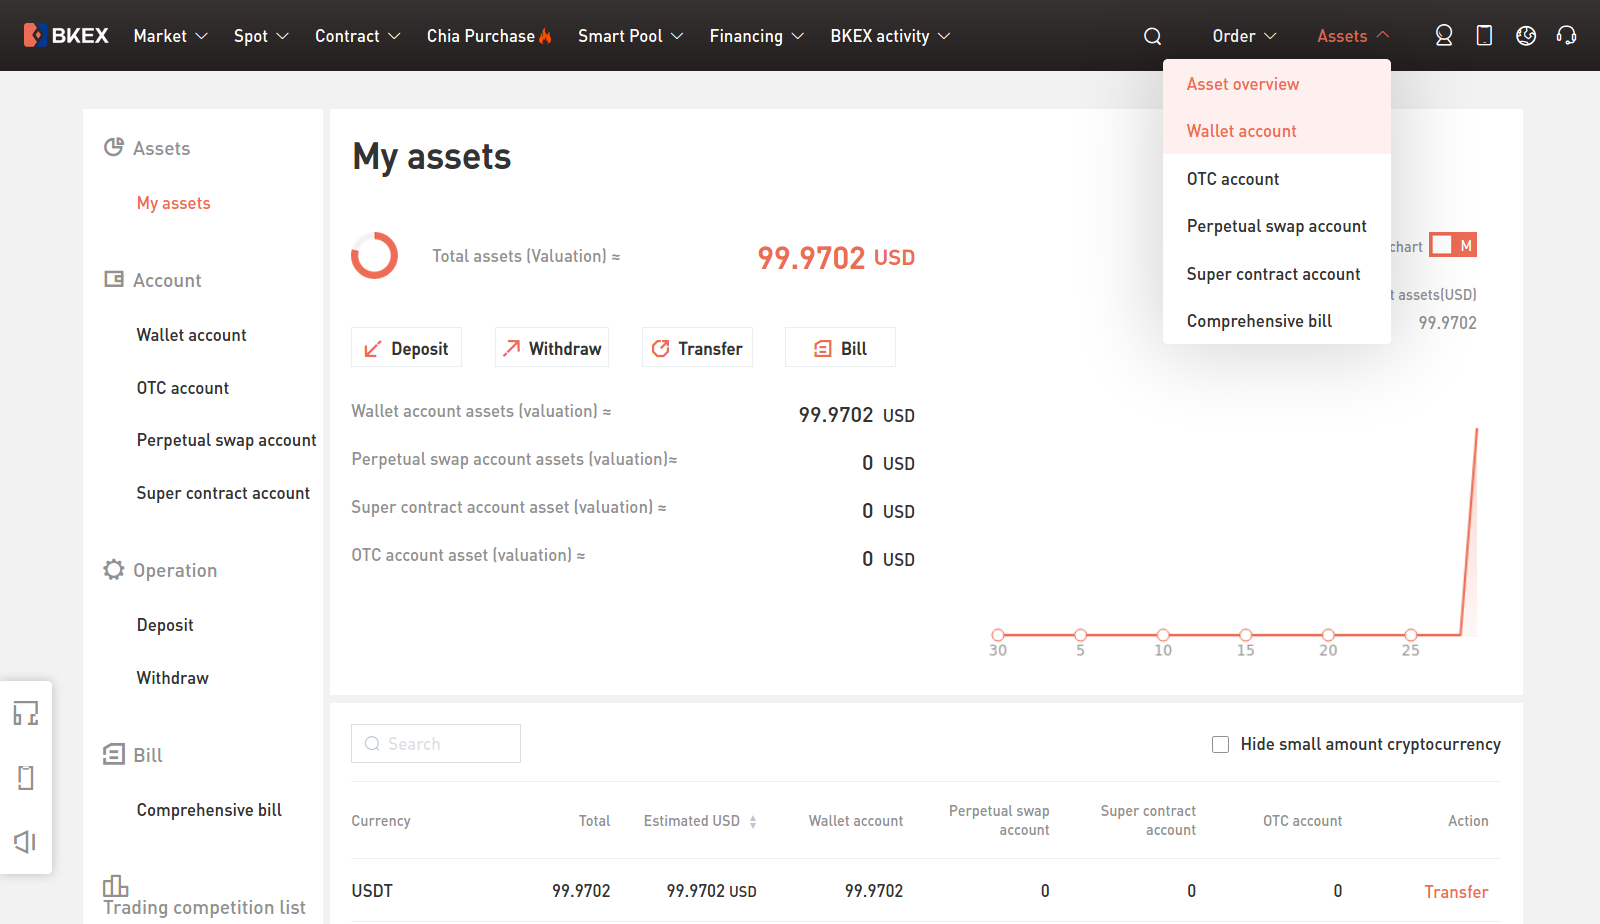 BKEX Market Spot Contract Chia Purchase Smart Pool Financing BKEX activity Order Assets
Asset overview
Wallet account
OTC account
Perpetual swap account
Super contract account
Comprehensive bill
Assets
My assets
Account
Wallet account
OTC account
Perpetual swap account
Super contract account
Operation
Deposit
Withdraw
Bill
Comprehensive bill
Trading competition list
My assets
Total assets (Valuation) ≈ 99.9702 USD
Deposit Withdraw Transfer Bill
Wallet account assets (valuation) ≈ 99.9702 USD
Perpetual swap account assets (valuation)≈ 0 USD
Super contract account asset (valuation) ≈ 0 USD
OTC account asset (valuation) ≈ 0 USD
chart M
t assets(USD)
99.9702
30 5 10 15 20 25
Search Hide small amount cryptocurrency
Currency Total Estimated USD Wallet account Perpetual swap account Super contract account OTC account Action
USDT 99.9702 99.9702 USD 99.9702 0 0 0 Transfer